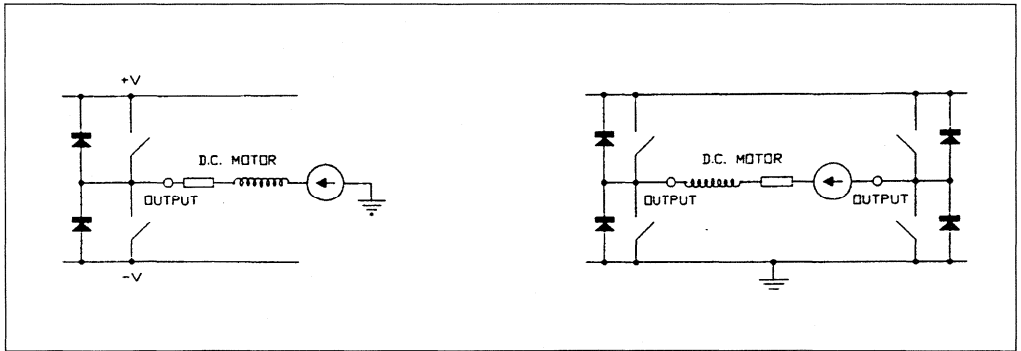 +V
D.C. MOTOR
OUTPUT
-V
D.C. MOTOR
OUTPUT
OUTPUT